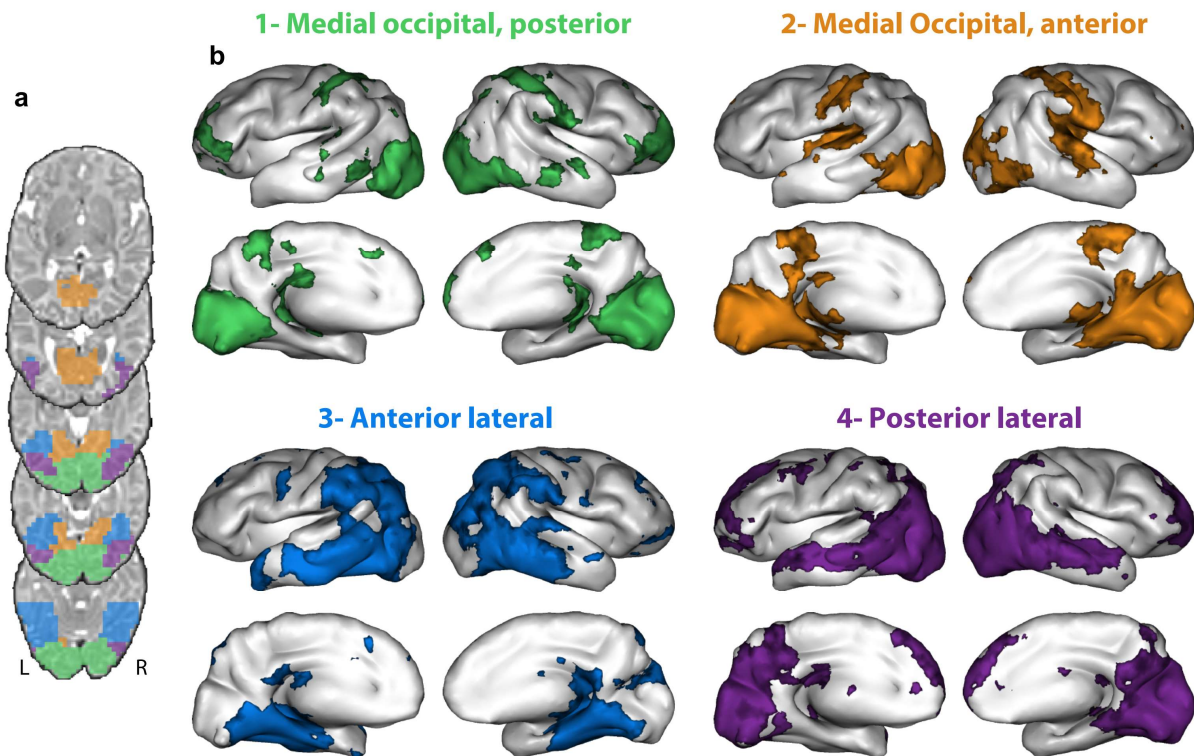 1- Medial occipital, posterior
2- Medial Occipital, anterior
b
a
3- Anterior lateral
4- Posterior lateral
L R